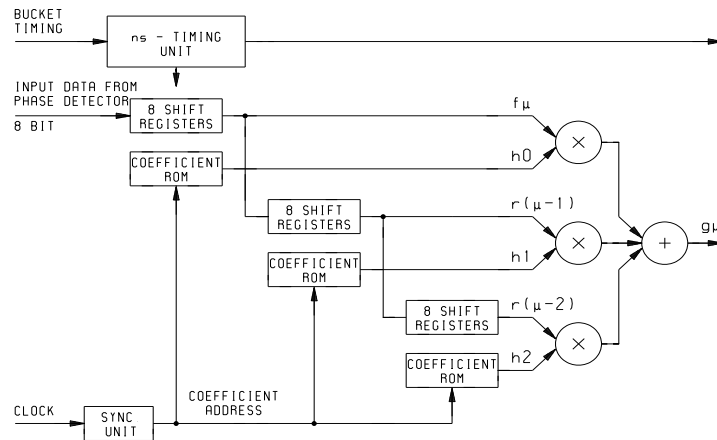 BUCKET
TIMING
ns - TIMING
UNIT
INPUT DATA FROM
PHASE DETECTOR
8 BIT
8 SHIFT
REGISTERS
fμ
×
COEFFICIENT
ROM
h0
8 SHIFT
REGISTERS
r(μ-1)
×
+
gμ
COEFFICIENT
ROM
h1
8 SHIFT
REGISTERS
r(μ-2)
×
COEFFICIENT
ROM
h2
COEFFICIENT
ADDRESS
CLOCK
SYNC
UNIT